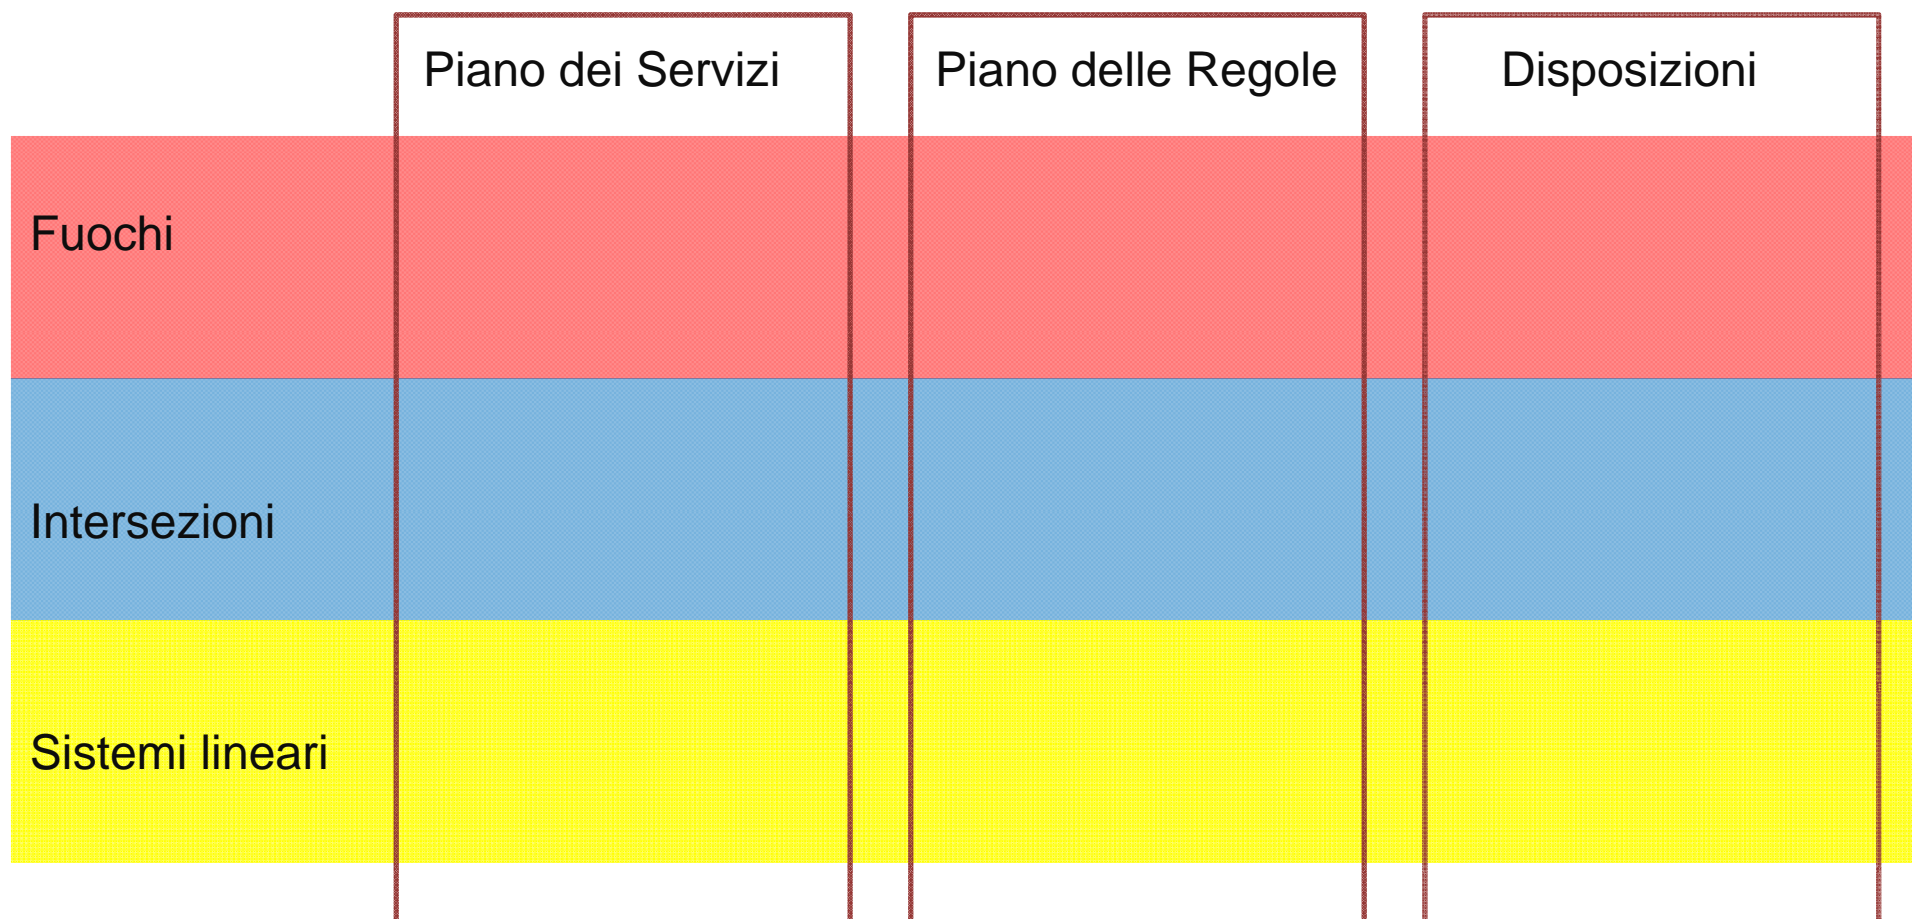 Piano dei Servizi
Piano delle Regole
Disposizioni
Fuochi
Intersezioni
Sistemi lineari